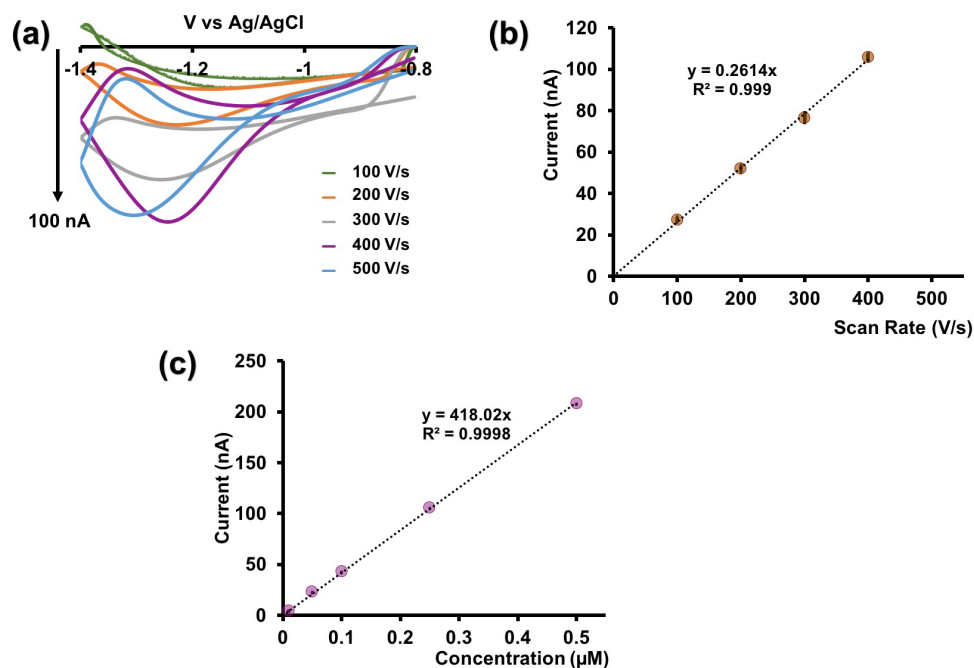 (a)
V vs Ag/AgCl
-1.4
-1.2
-1
-0.8
100 nA
100 V/s
200 V/s
300 V/s
400 V/s
500 V/s
(b)
Current (nA)
120
100
80
60
40
20
0
y = 0.2614x
R² = 0.999
0
100
200
300
400
500
Scan Rate (V/s)
(c)
Current (nA)
250
200
150
100
50
0
y = 418.02x
R² = 0.9998
0
0.1
0.2
0.3
0.4
0.5
Concentration (µM)